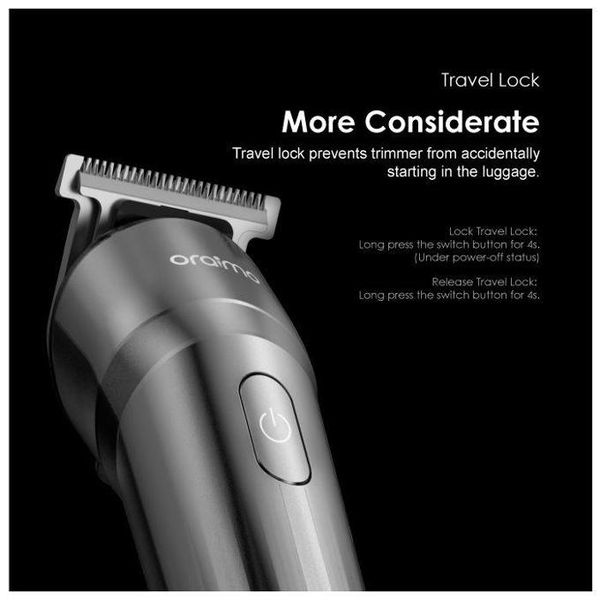 Travel Lock
More Considerate
Travel lock prevents trimmer from accidentally
starting in the luggage.
Lock Travel Lock:
Long press the switch button for 4s.
(Under power-off status)
Release Travel Lock:
Long press the switch button for 4s.
oraimo